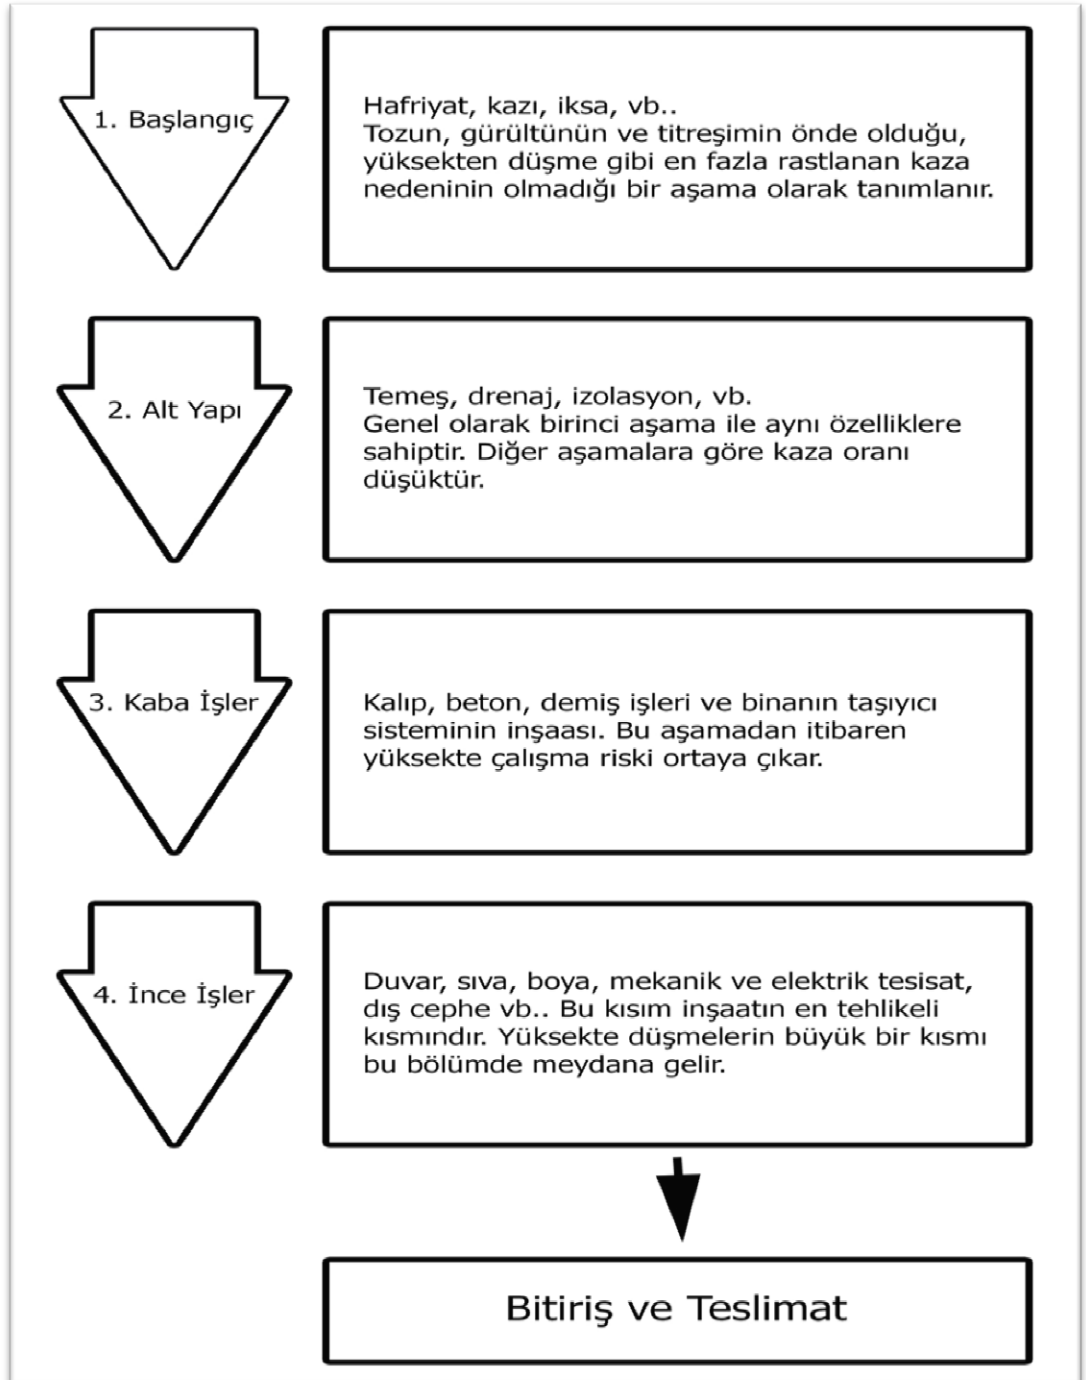 1. Başlangıç
Hafriyat, kazı, iksa, vb..
Tozun, gürültünün ve titreşimin önde olduğu,
yüksekten düşme gibi en fazla rastlanan kaza
nedeninin olmadığı bir aşama olarak tanımlanır.
2. Alt Yapı
Temeş, drenaj, izolasyon, vb.
Genel olarak birinci aşama ile aynı özelliklere
sahiptir. Diğer aşamalara göre kaza oranı
düşüktür.
3. Kaba İşler
Kalıp, beton, demiş işleri ve binanın taşıyıcı
sisteminin inşaası. Bu aşamadan itibaren
yüksekte çalışma riski ortaya çıkar.
4. İnce İşler
Duvar, sıva, boya, mekanik ve elektrik tesisat,
dış cephe vb.. Bu kısım inşaatın en tehlikeli
kısmındır. Yüksekte düşmelerin büyük bir kısmı
bu bölümde meydana gelir.
Bitiriş ve Teslimat